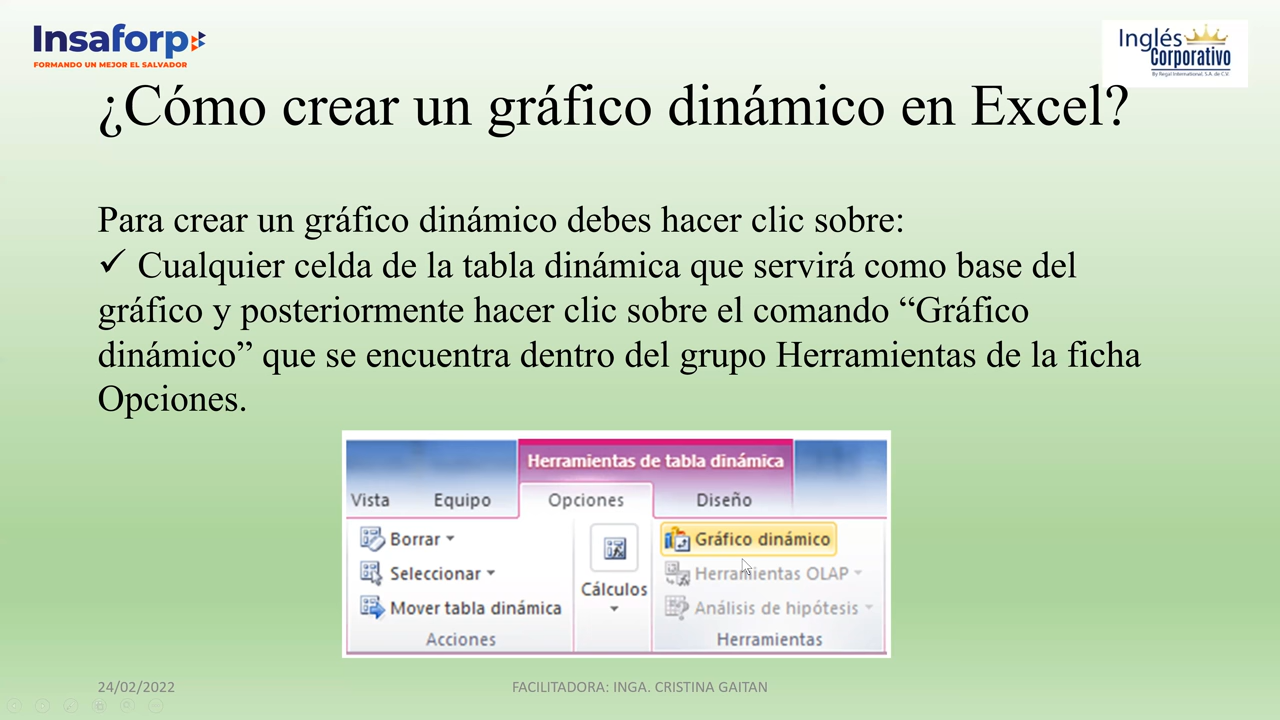 Insaforp
FORMANDO UN MEJOR EL SALVADOR
Inglés
Corporativo
By Regal International, S.A. de C.V.
¿Cómo crear un gráfico dinámico en Excel?
Para crear un gráfico dinámico debes hacer clic sobre:
✓ Cualquier celda de la tabla dinámica que servirá como base del
gráfico y posteriormente hacer clic sobre el comando “Gráfico
dinámico” que se encuentra dentro del grupo Herramientas de la ficha
Opciones.
Herramientas de tabla dinámica
Vista Equipo Opciones Diseño
Borrar
Seleccionar
Mover tabla dinámica
Acciones
Cálculos
Gráfico dinámico
Herramientas OLAP
Análisis de hipótesis
Herramientas
24/02/2022 FACILITADORA: INGA. CRISTINA GAITAN